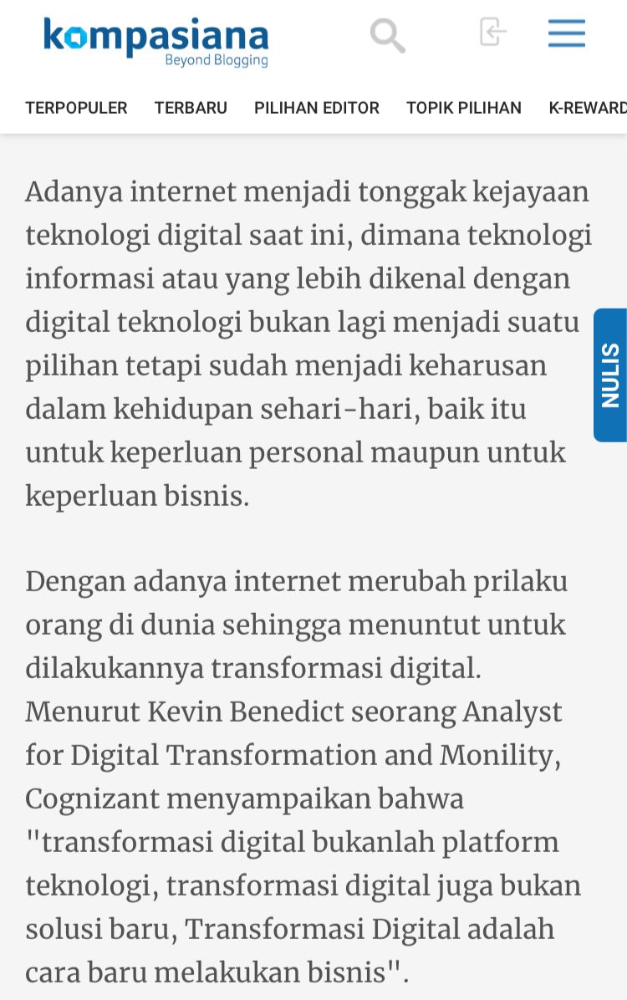 kompasiana
Beyond Blogging
TERPOPULER TERBARU PILIHAN EDITOR TOPIK PILIHAN K-REWARD
Adanya internet menjadi tonggak kejayaan
teknologi digital saat ini, dimana teknologi
informasi atau yang lebih dikenal dengan
digital teknologi bukan lagi menjadi suatu
pilihan tetapi sudah menjadi keharusan
dalam kehidupan sehari-hari, baik itu
untuk keperluan personal maupun untuk
keperluan bisnis.
NULIS
Dengan adanya internet merubah prilaku
orang di dunia sehingga menuntut untuk
dilakukannya transformasi digital.
Menurut Kevin Benedict seorang Analyst
for Digital Transformation and Monility,
Cognizant menyampaikan bahwa
"transformasi digital bukanlah platform
teknologi, transformasi digital juga bukan
solusi baru, Transformasi Digital adalah
cara baru melakukan bisnis".